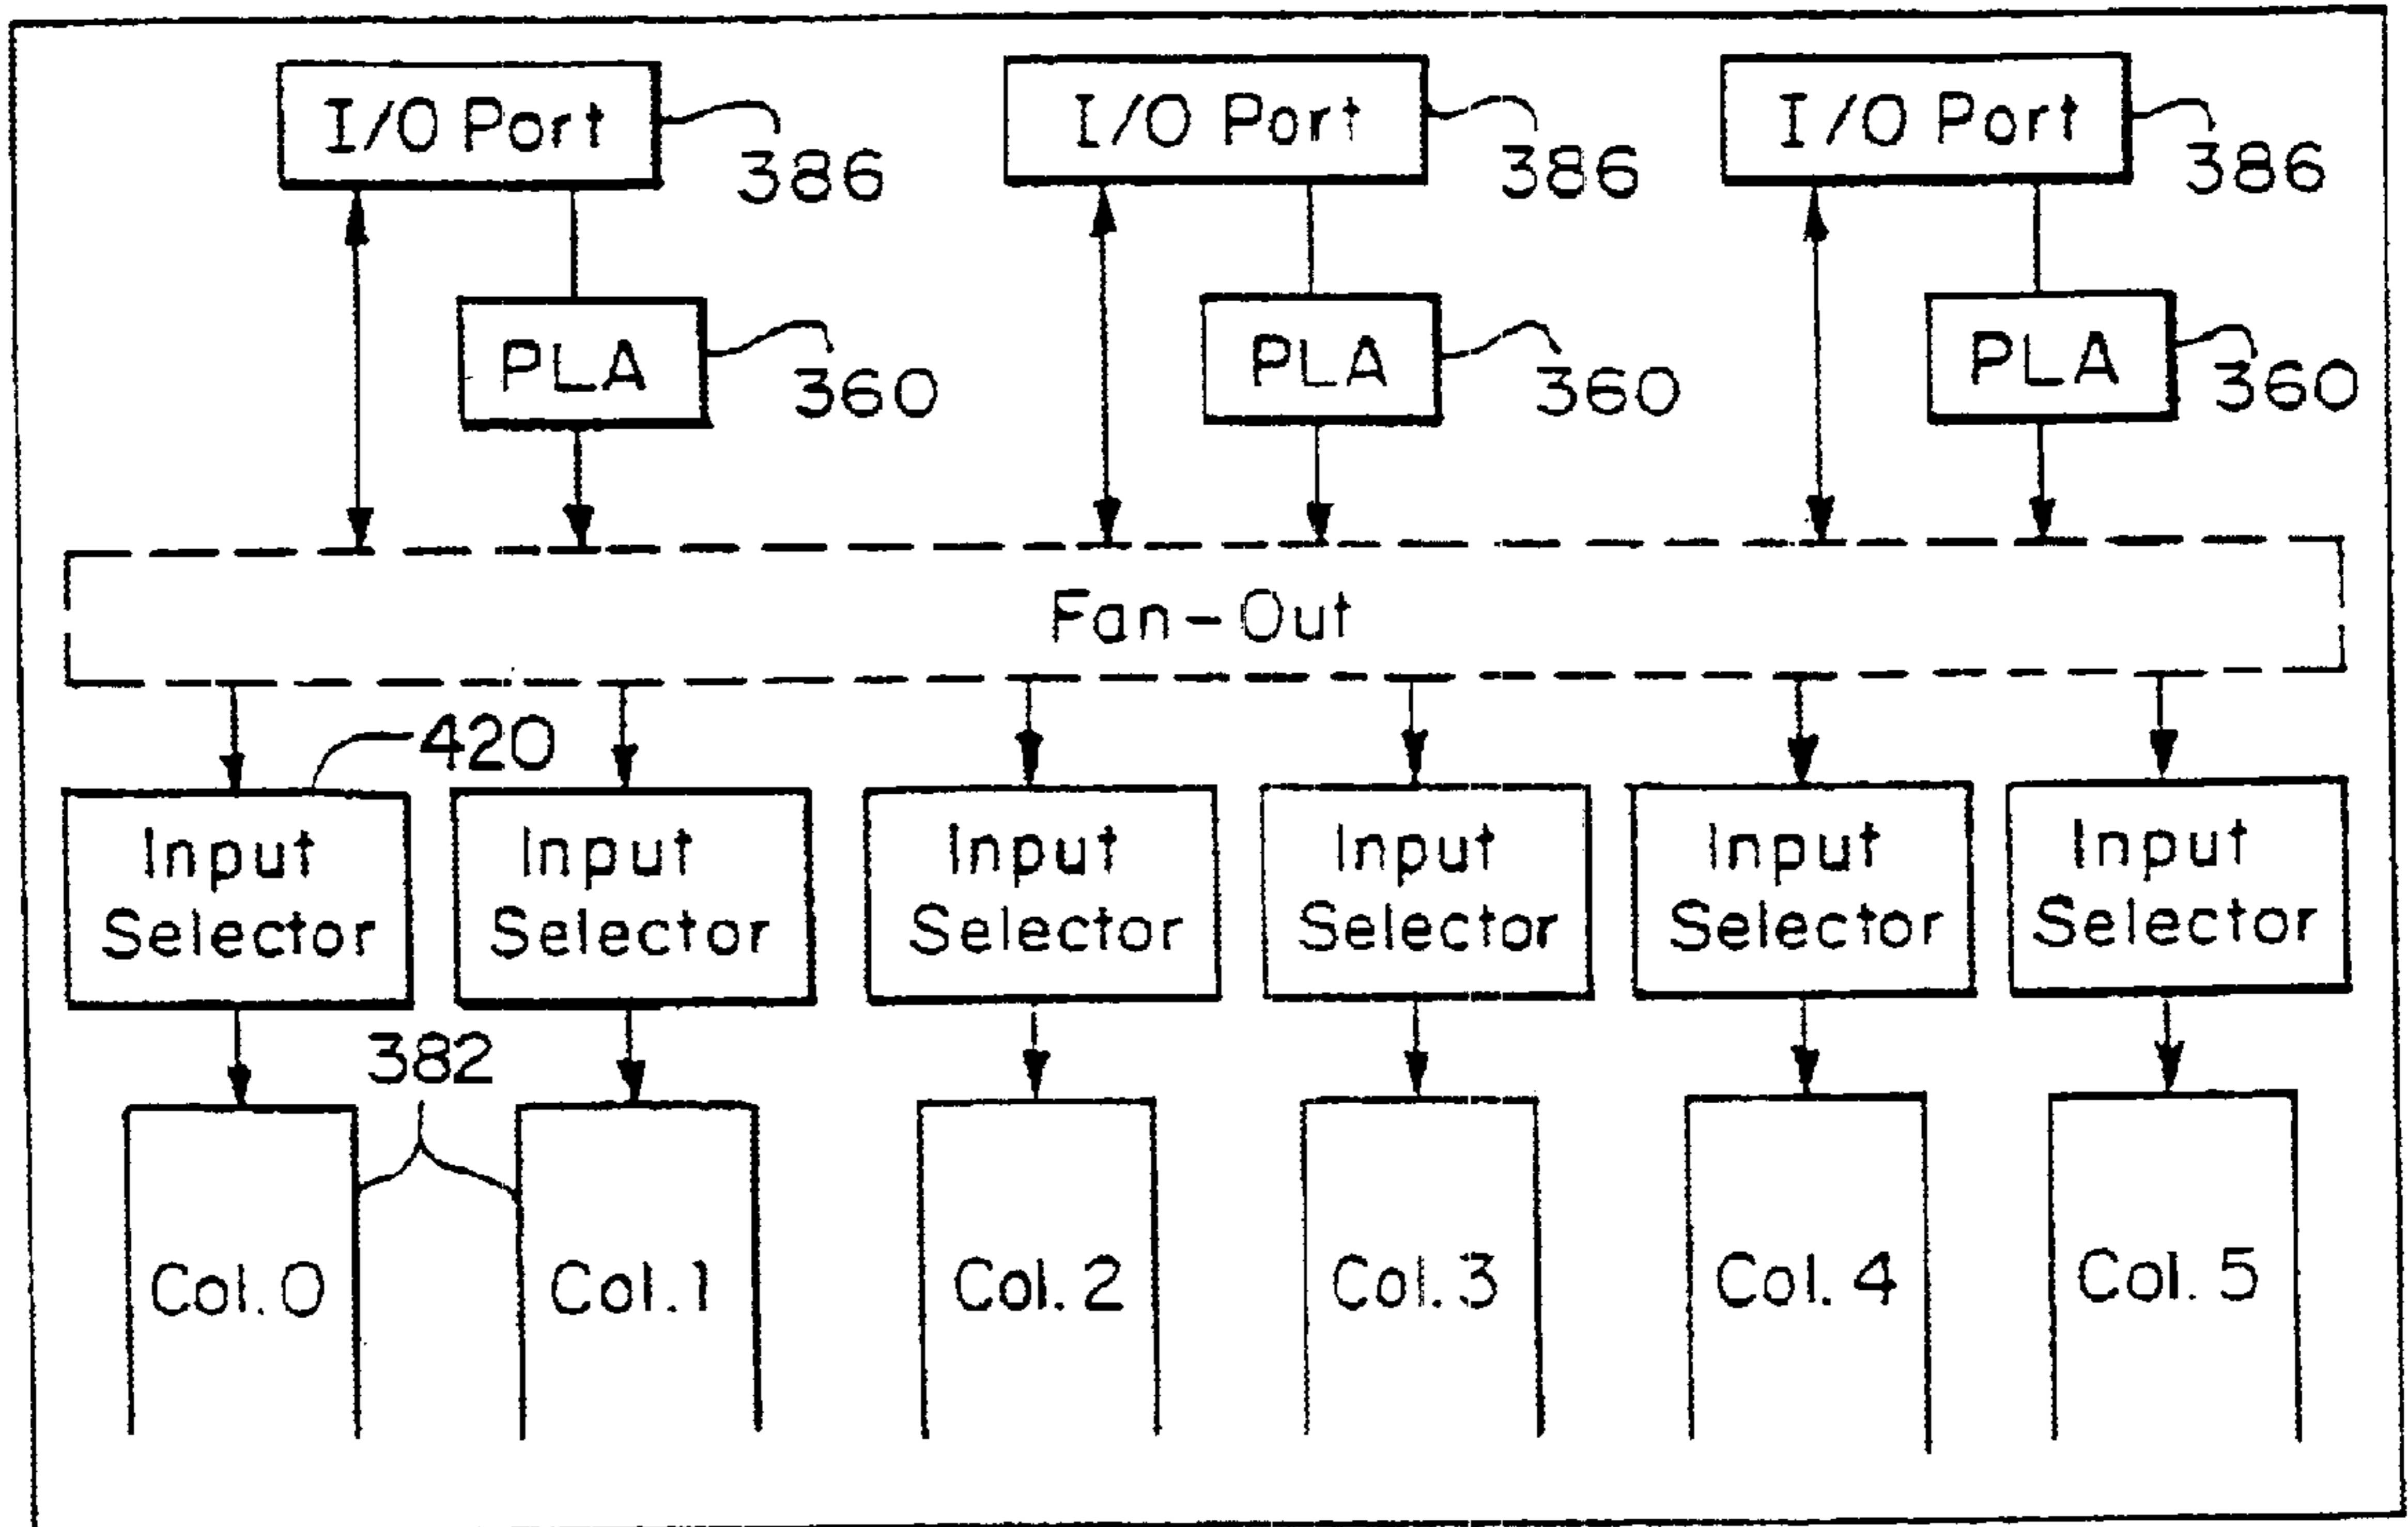 I/O Port I/O Port I/O Port
386 386 386
PLA PLA PLA
360 360 360
Fan-Out
420
Input Selector
Input Selector
Input Selector
Input Selector
Input Selector
Input Selector
382
Col. 0 Col. 1 Col. 2 Col. 3 Col. 4 Col. 5